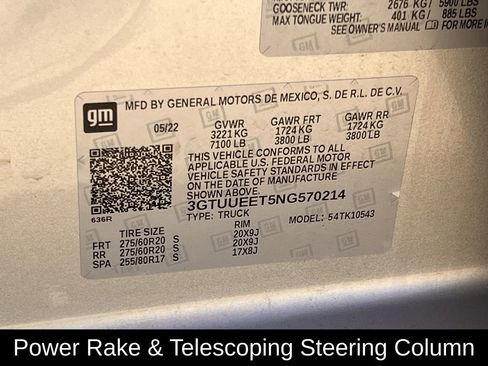 GOOSENECK TWR: 2676 KG/ 5900 LBS
MAX TONGUE WEIGHT: 401 KG / 885 LBS
SEE OWNER'S MANUAL FOR MORE
gm
MFD BY GENERAL MOTORS DE MEXICO, S. DE R.L. DE C.V.
05/22 GVWR GAWR FRT GAWR RR
3221 KG 1724 KG 1724 KG
7100 LB 3800 LB 3800 LB
THIS VEHICLE CONFORMS TO ALL
APPLICABLE U.S. FEDERAL MOTOR
VEHICLE SAFETY STANDARDS IN EFFECT
ON THE DATE OF MANUFACTURE SHOWN ABOVE.
3GTUUEET5NG570214
636R TYPE: TRUCK MODEL: 54TK10543
TIRE SIZE RIM
FRT 275/60R20 S 20X9J
RR 275/60R20 S 20X9J
SPA 255/80R17 S 17X8J
Power Rake & Telescoping Steering Column